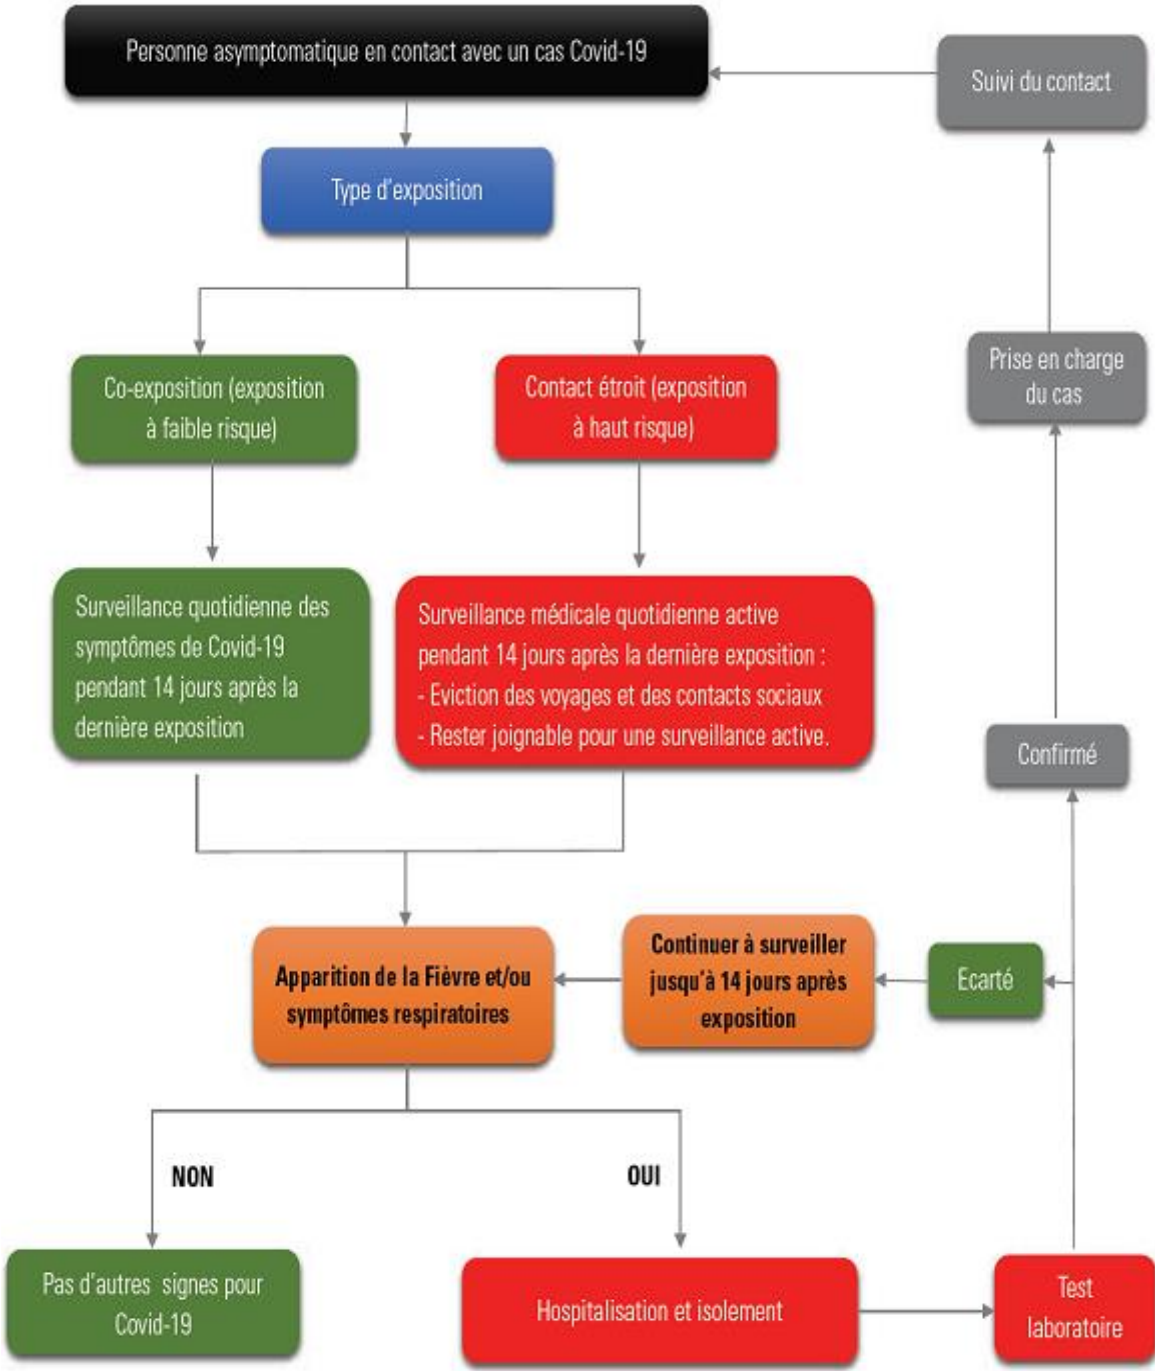 Personne asymptomatique en contact avec un cas Covid-19
Suivi du contact
Type d'exposition
Prise en charge
du cas
Co-exposition (exposition
à faible risque)
Contact étroit (exposition
à haut risque)
Surveillance quotidienne des
symptômes de Covid-19
pendant 14 jours après la
dernière exposition
Surveillance médicale quotidienne active
pendant 14 jours après la dernière exposition :
- Eviction des voyages et des contacts sociaux
- Rester joignable pour une surveillance active.
Confirmé
Apparition de la Fièvre et/ou
symptômes respiratoires
Continuer à surveiller
jusqu'à 14 jours après
exposition
Ecarté
NON
OUI
Pas d'autres signes pour
Covid-19
Hospitalisation et isolement
Test
laboratoire